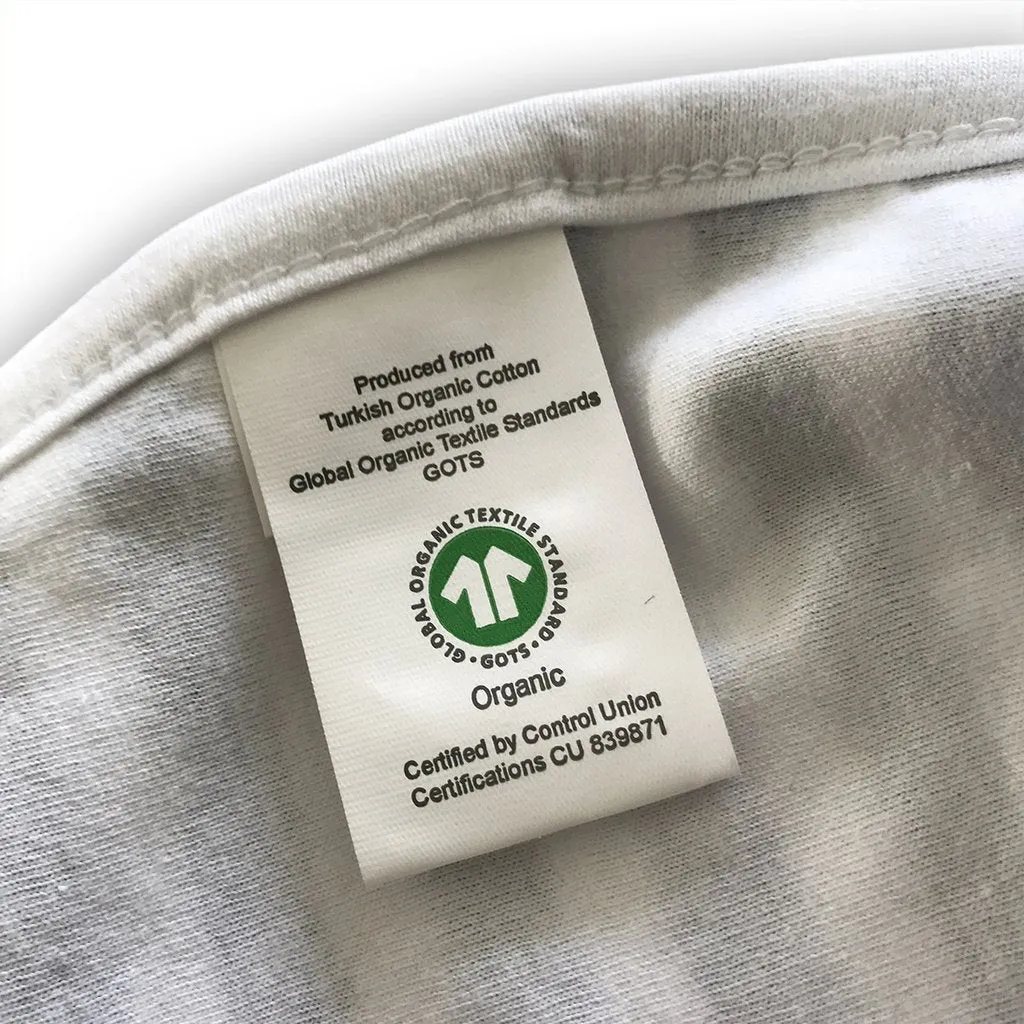 Produced from
Turkish Organic Cotton
according to
Global Organic Textile Standards
GOTS
GLOBAL ORGANIC TEXTILE STANDARD • GOTS •
Organic
Certified by Control Union
Certifications CU 839871